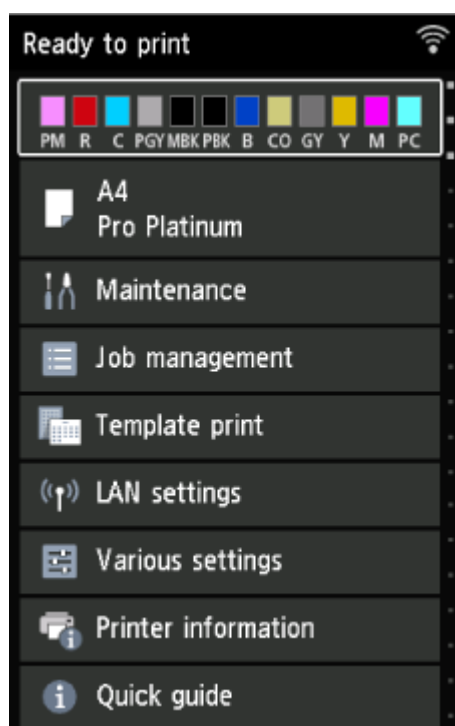 Ready to print
PM R C PGY MBK PBK B CO GY Y M PC
A4
Pro Platinum
Maintenance
Job management
Template print
LAN settings
Various settings
Printer information
Quick guide